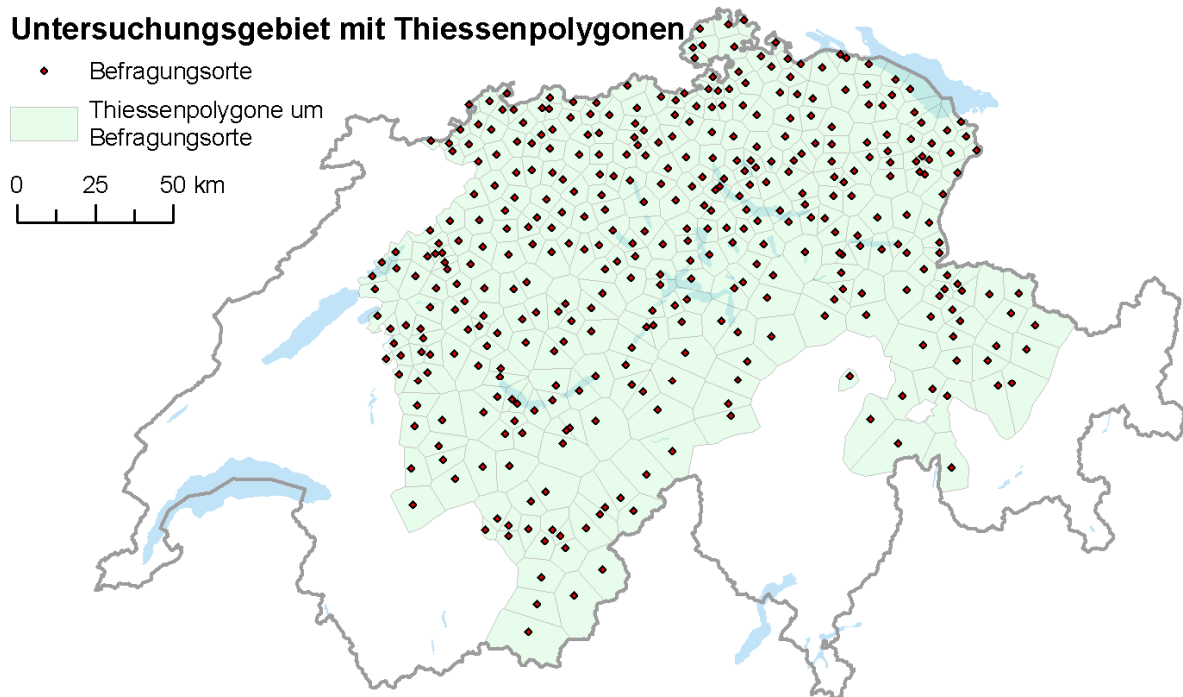 Untersuchungsgebiet mit Thiessenpolygonen
Befragungsorte
Thiessenpolygone um
Befragungsorte
0 25 50 km